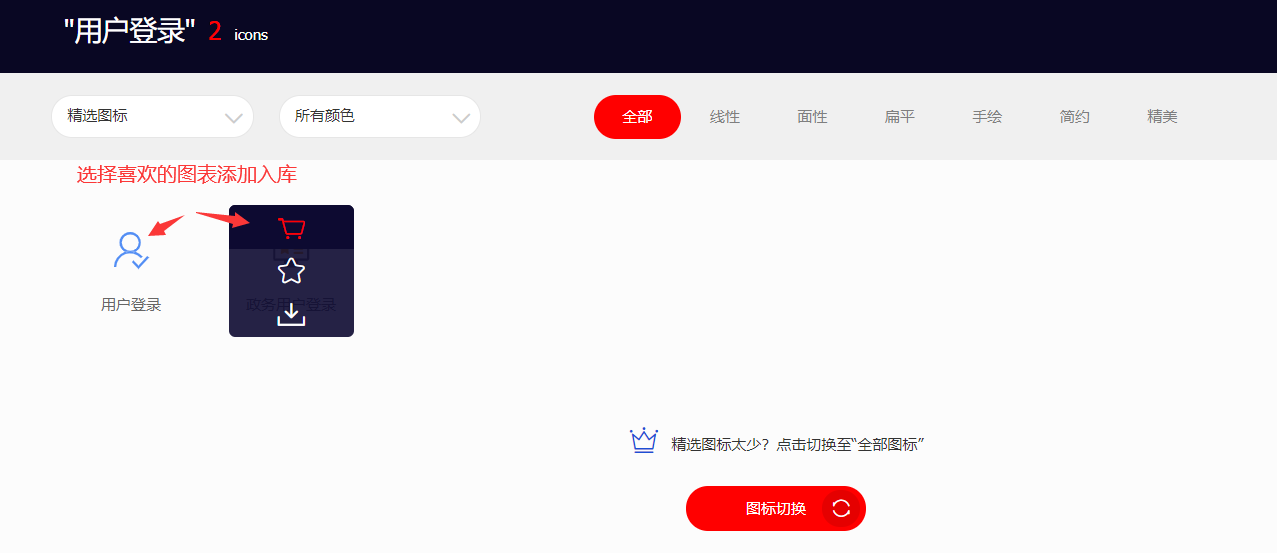 "用户登录" 2 icons
精选图标 所有颜色 全部 线性 面性 扁平 手绘 简约 精美
选择喜欢的图表添加入库
用户登录 政务用户登录
精选图标太少？点击切换至“全部图标”
图标切换